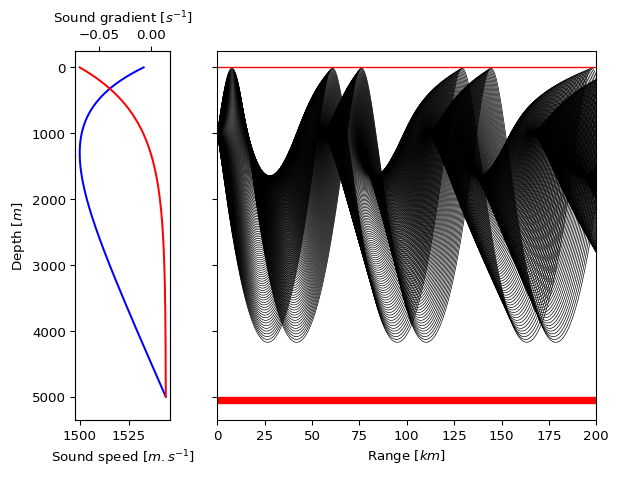 Sound gradient [s⁻¹]
−0.05 0.00
0
1000
2000
3000
4000
5000
Depth [m]
1500 1525
Sound speed [m.s⁻¹]
0 25 50 75 100 125 150 175 200
Range [km]